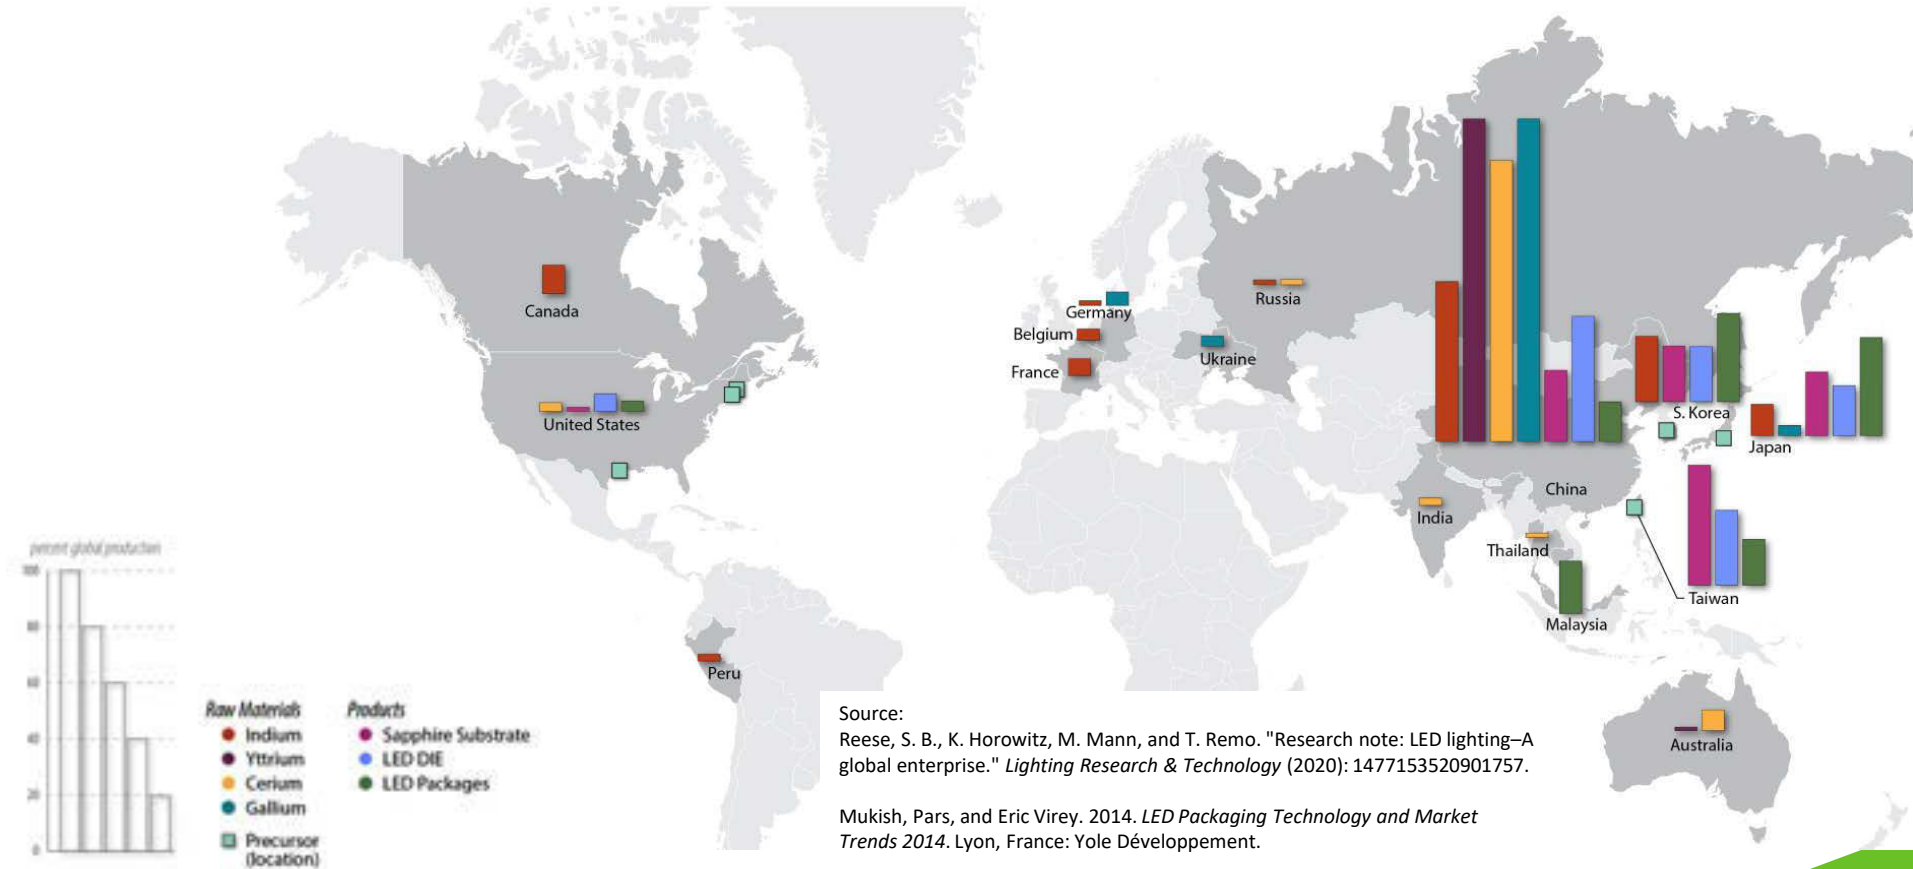 Canada
United States
Peru
Germany
Belgium
France
Ukraine
Russia
S. Korea
Japan
China
India
Thailand
Taiwan
Malaysia
Australia
percent global production
100
80
60
40
20
0
Raw Materials
Indium
Yttrium
Cerium
Gallium
Precursor
(location)
Products
Sapphire Substrate
LED DIE
LED Packages
Source:
Reese, S. B., K. Horowitz, M. Mann, and T. Remo. "Research note: LED lighting–A
global enterprise." Lighting Research & Technology (2020): 1477153520901757.
Mukish, Pars, and Eric Virey. 2014. LED Packaging Technology and Market
Trends 2014. Lyon, France: Yole Développement.